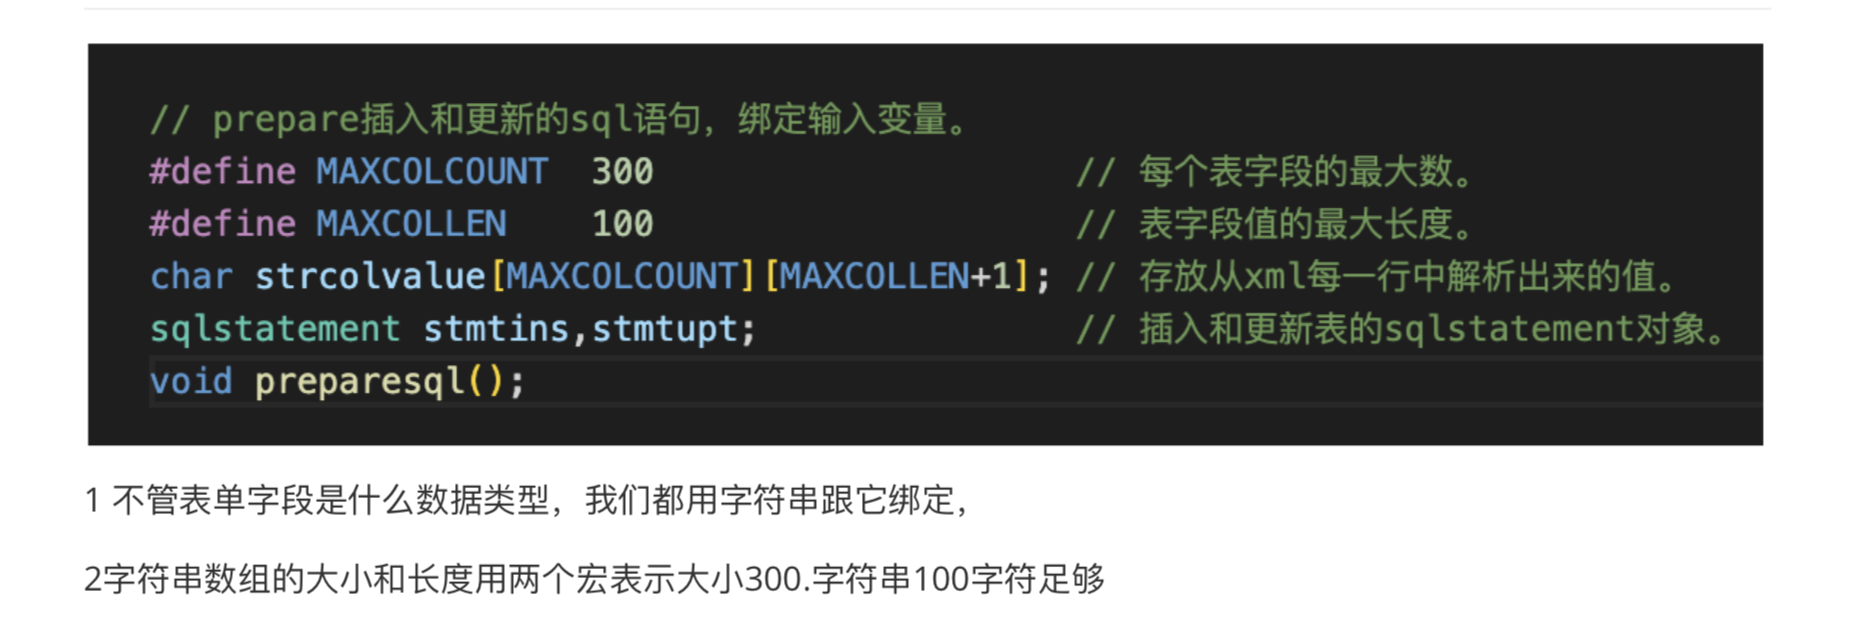 // prepare插入和更新的sql语句，绑定输入变量。
#define MAXCOLCOUNT  300                    // 每个表字段的最大数。
#define MAXCOLLEN    100                    // 表字段值的最大长度。
char strcolvalue[MAXCOLCOUNT][MAXCOLLEN+1]; // 存放从xml每一行中解析出来的值。
sqlstatement stmtins,stmtupt;               // 插入和更新表的sqlstatement对象。
void preparesql();
1 不管表单字段是什么数据类型，我们都用字符串跟它绑定，
2字符串数组的大小和长度用两个宏表示大小300.字符串100字符足够